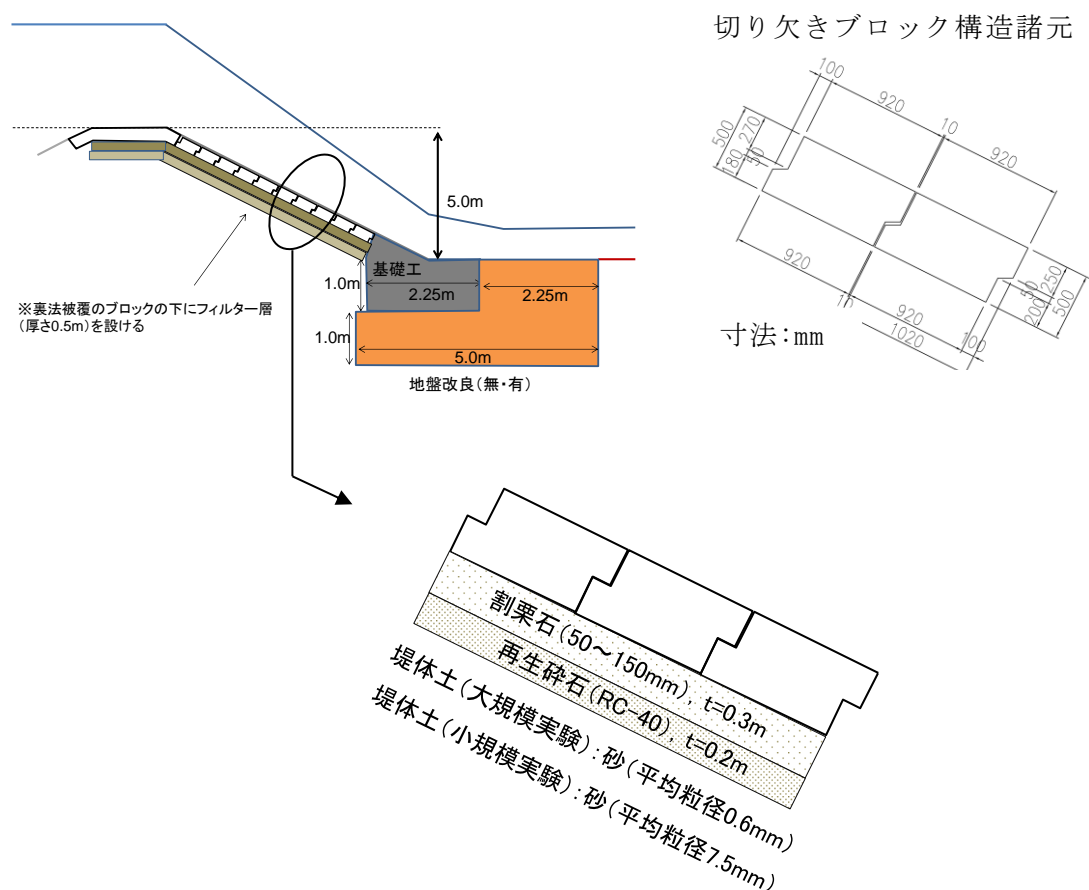 切り欠きブロック構造諸元
100
920
10
920
500
270
180
50
920
10
920
1020
100
50
250
200
500
寸法:mm
5.0m
基礎工
1.0m
2.25m
2.25m
1.0m
5.0m
地盤改良(無・有)
※裏法被覆のブロックの下にフィルター層
(厚さ0.5m)を設ける
割栗石(50～150mm), t=0.3m
再生砕石(RC-40), t=0.2m
堤体土(大規模実験):砂(平均粒径0.6mm)
堤体土(小規模実験):砂(平均粒径7.5mm)